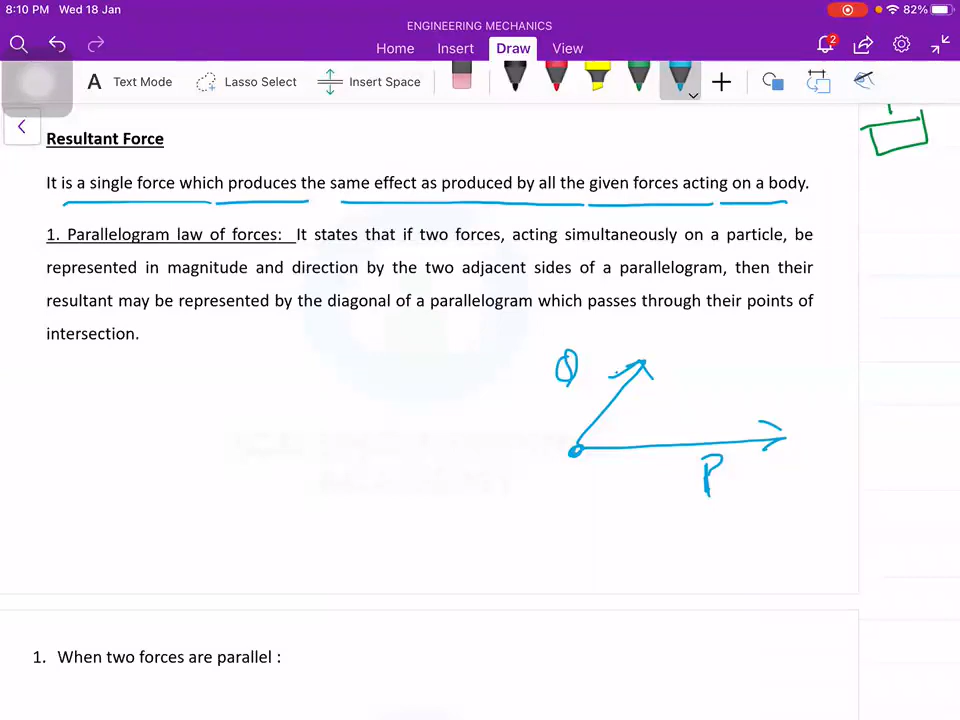 8:10 PM Wed 18 Jan
82%
ENGINEERING MECHANICS
Home Insert Draw View
2
A Text Mode Lasso Select Insert Space
Resultant Force
It is a single force which produces the same effect as produced by all the given forces acting on a body.
1. Parallelogram law of forces: It states that if two forces, acting simultaneously on a particle, be
represented in magnitude and direction by the two adjacent sides of a parallelogram, then their
resultant may be represented by the diagonal of a parallelogram which passes through their points of
intersection.
Q
P
1. When two forces are parallel :